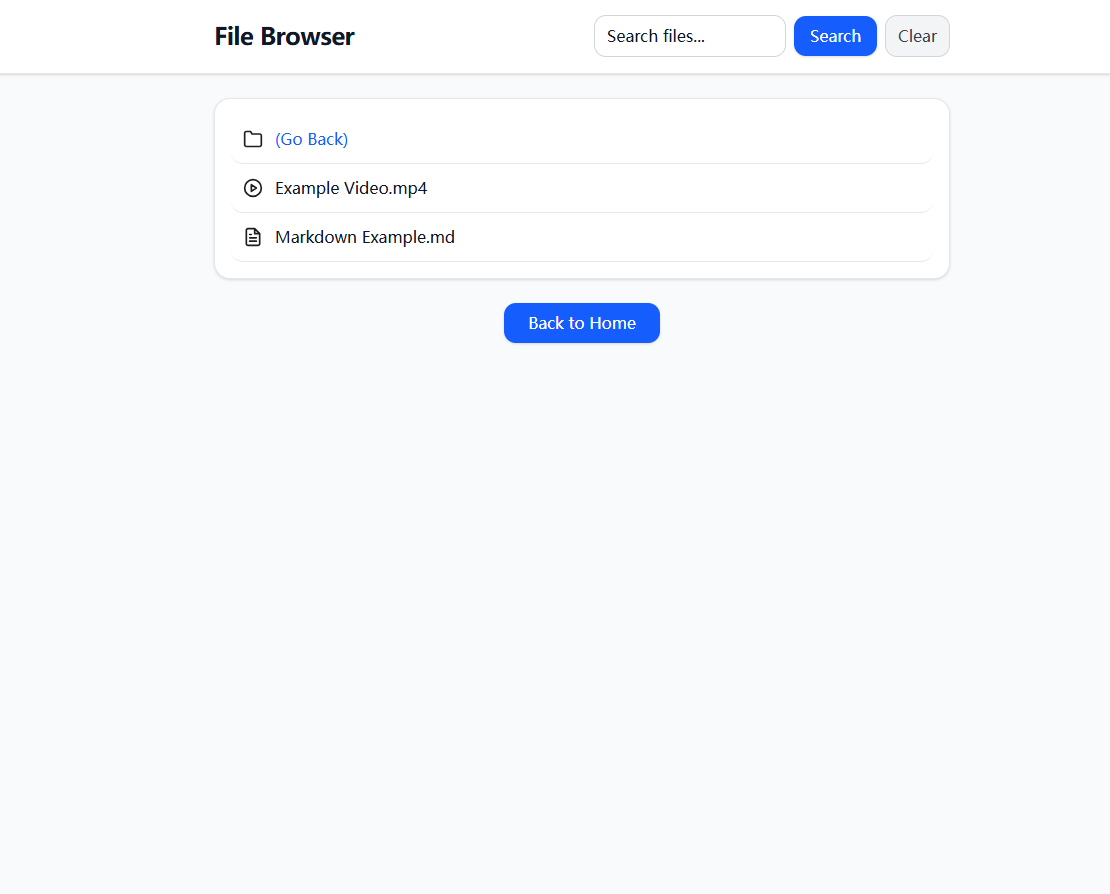 File Browser
Search files...
Search
Clear
(Go Back)
Example Video.mp4
Markdown Example.md
Back to Home